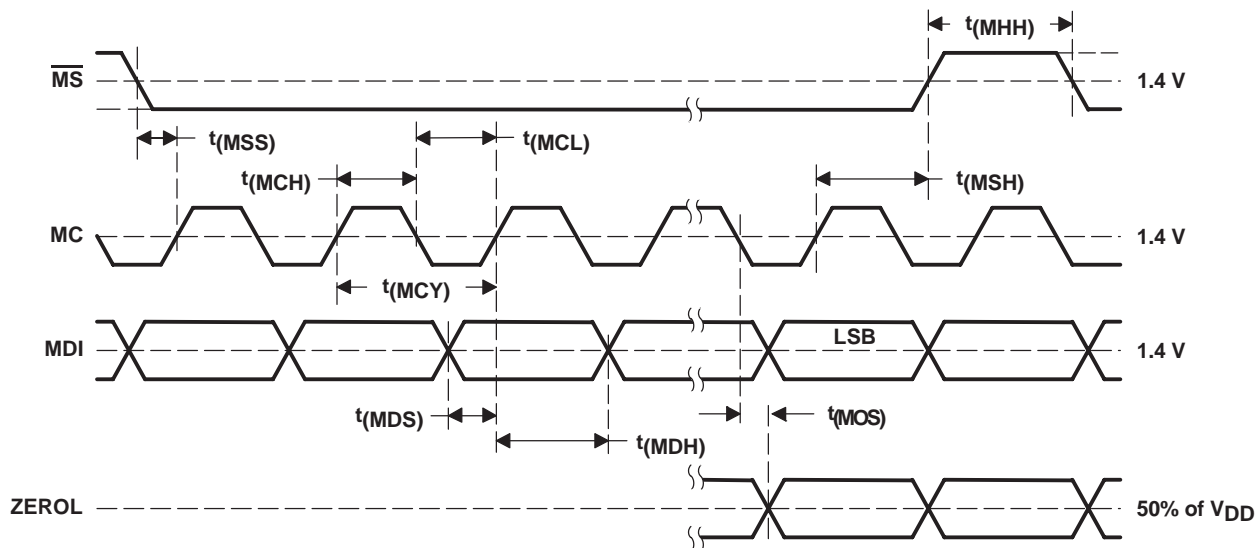 t(MHH)
MS
1.4 V
t(MSS)
t(MCL)
t(MCH)
t(MSH)
MC
1.4 V
t(MCY)
LSB
MDI
1.4 V
t(MDS)
t(MOS)
t(MDH)
ZEROL
50% of VDD